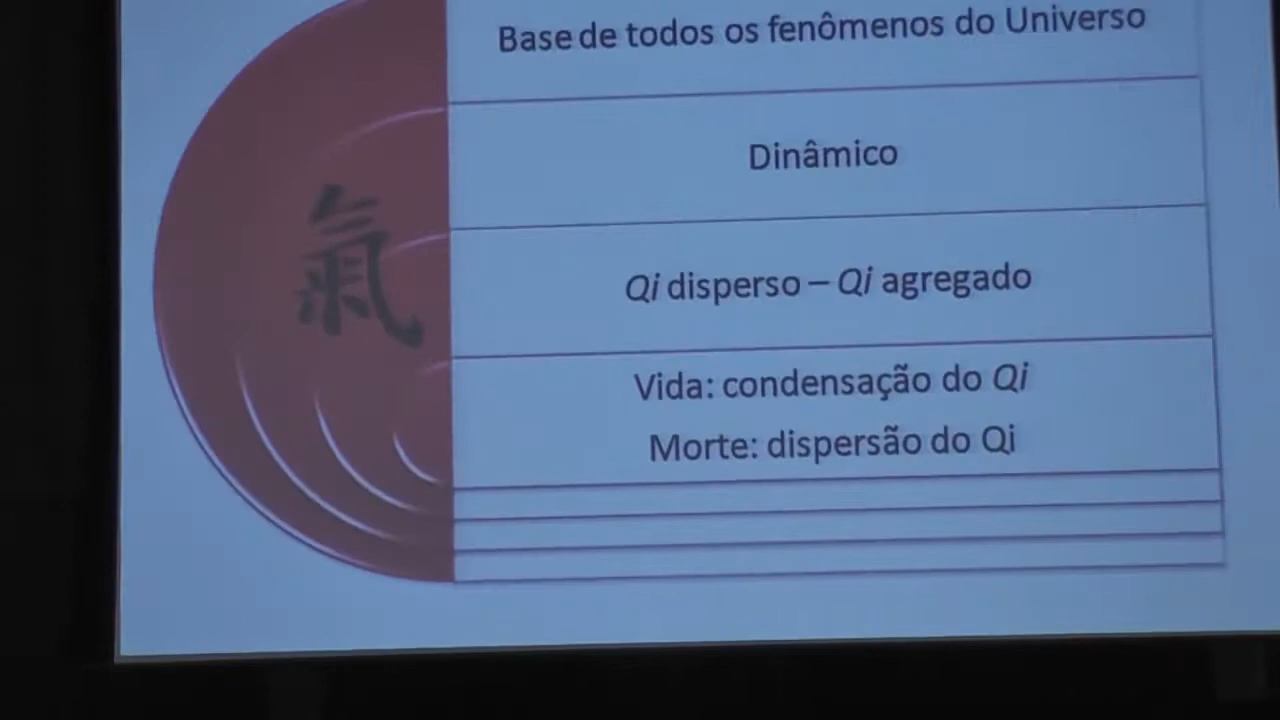 Base de todos os fenômenos do Universo
Dinâmico
氣
Qi disperso – Qi agregado
Vida: condensação do Qi
Morte: dispersão do Qi